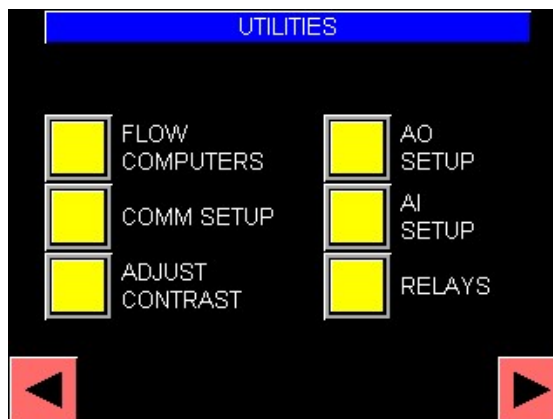 UTILITIES
FLOW
COMPUTERS
AO
SETUP
COMM SETUP
AI
SETUP
ADJUST
CONTRAST
RELAYS